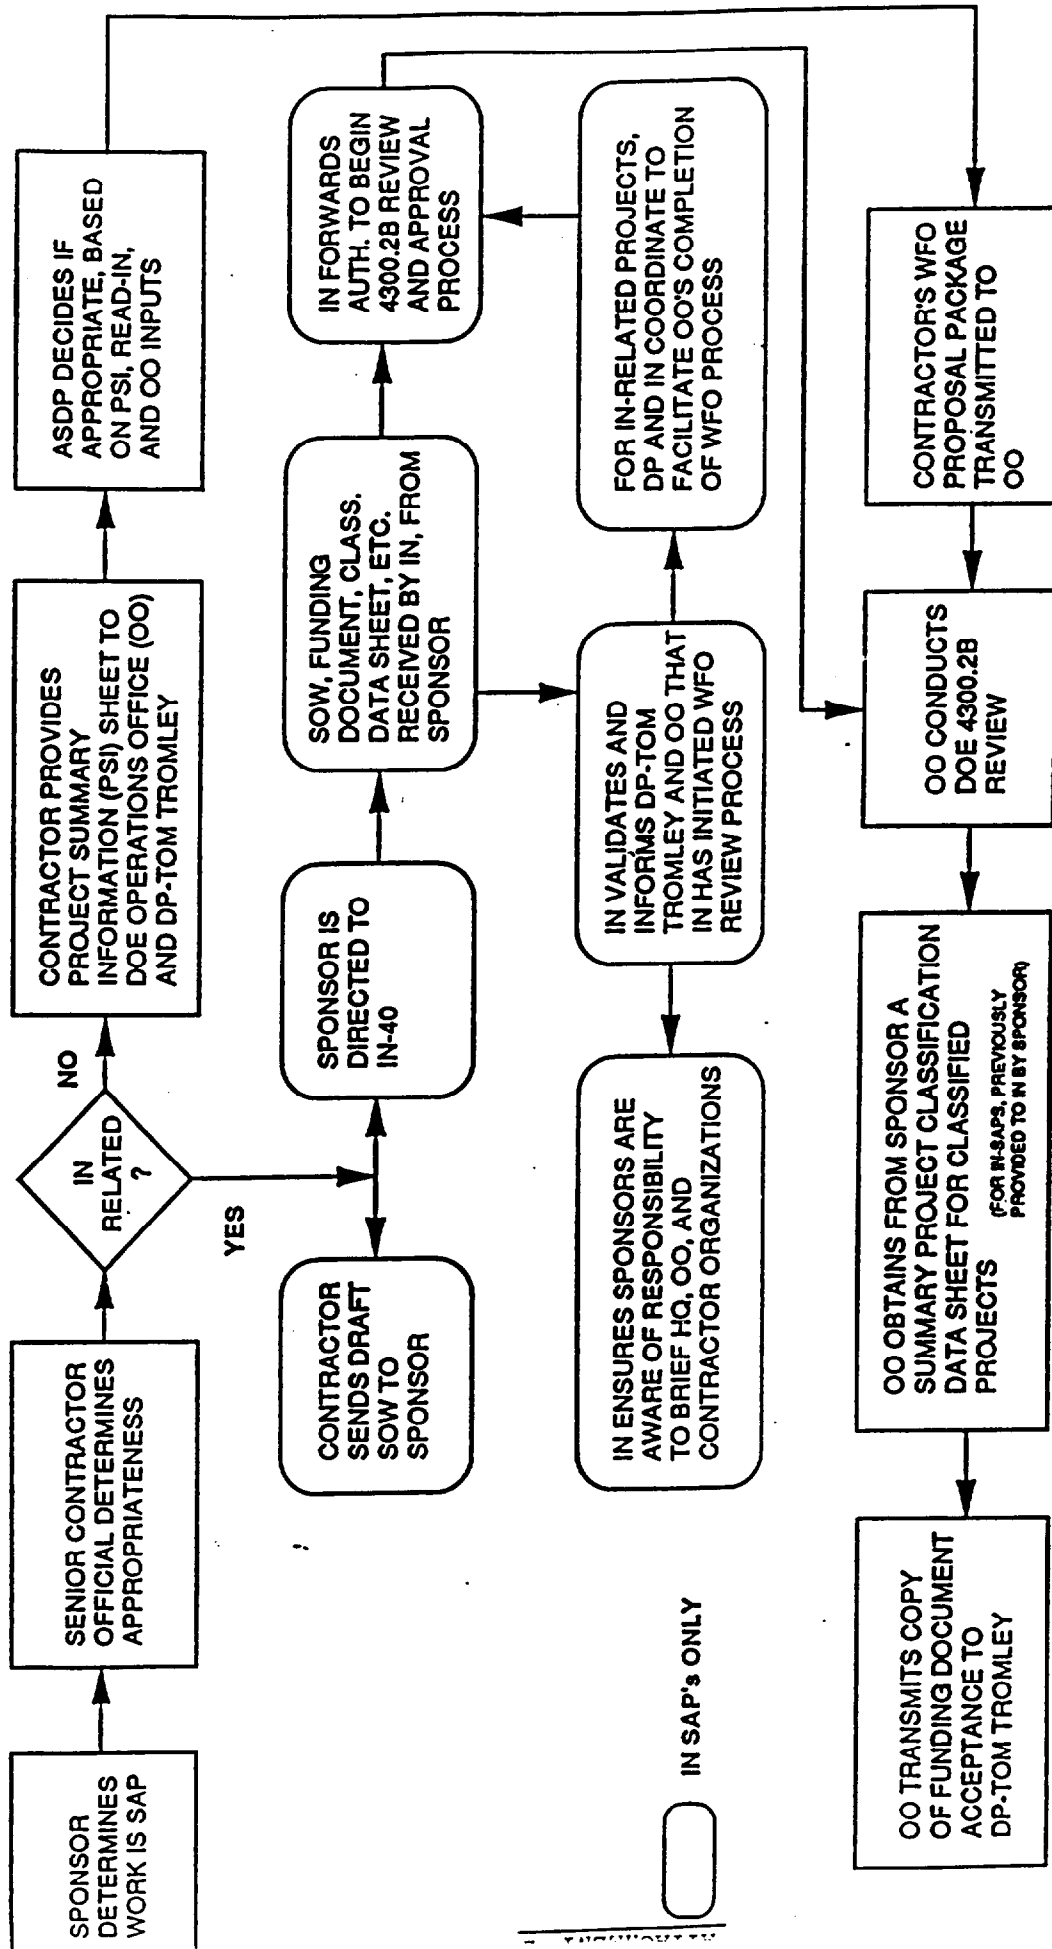 SPONSOR
DETERMINES
WORK IS SAP
SENIOR CONTRACTOR
OFFICIAL DETERMINES
APPROPRIATENESS
IN
RELATED
?
NO
YES
CONTRACTOR PROVIDES
PROJECT SUMMARY
INFORMATION (PSI) SHEET TO
DOE OPERATIONS OFFICE (OO)
AND DP-TOM TROMLEY
ASDP DECIDES IF
APPROPRIATE, BASED
ON PSI, READ-IN,
AND OO INPUTS
CONTRACTOR
SENDS DRAFT
SOW TO
SPONSOR
SPONSOR IS
DIRECTED TO
IN-40
SOW, FUNDING
DOCUMENT, CLASS.
DATA SHEET, ETC.
RECEIVED BY IN, FROM
SPONSOR
IN FORWARDS
AUTH. TO BEGIN
4300.2B REVIEW
AND APPROVAL
PROCESS
IN ENSURES SPONSORS ARE
AWARE OF RESPONSIBILITY
TO BRIEF HQ, OO, AND
CONTRACTOR ORGANIZATIONS
IN VALIDATES AND
INFORMS DP-TOM
TROMLEY AND OO THAT
IN HAS INITIATED WFO
REVIEW PROCESS
FOR IN-RELATED PROJECTS,
DP AND IN COORDINATE TO
FACILITATE OO'S COMPLETION
OF WFO PROCESS
IN SAP's ONLY
OO TRANSMITS COPY
OF FUNDING DOCUMENT
ACCEPTANCE TO
DP-TOM TROMLEY
OO OBTAINS FROM SPONSOR A
SUMMARY PROJECT CLASSIFICATION
DATA SHEET FOR CLASSIFIED
PROJECTS
(FOR IN-SAPS, PREVIOUSLY
PROVIDED TO IN BY SPONSOR)
OO CONDUCTS
DOE 4300.2B
REVIEW
CONTRACTOR'S WFO
PROPOSAL PACKAGE
TRANSMITTED TO
OO